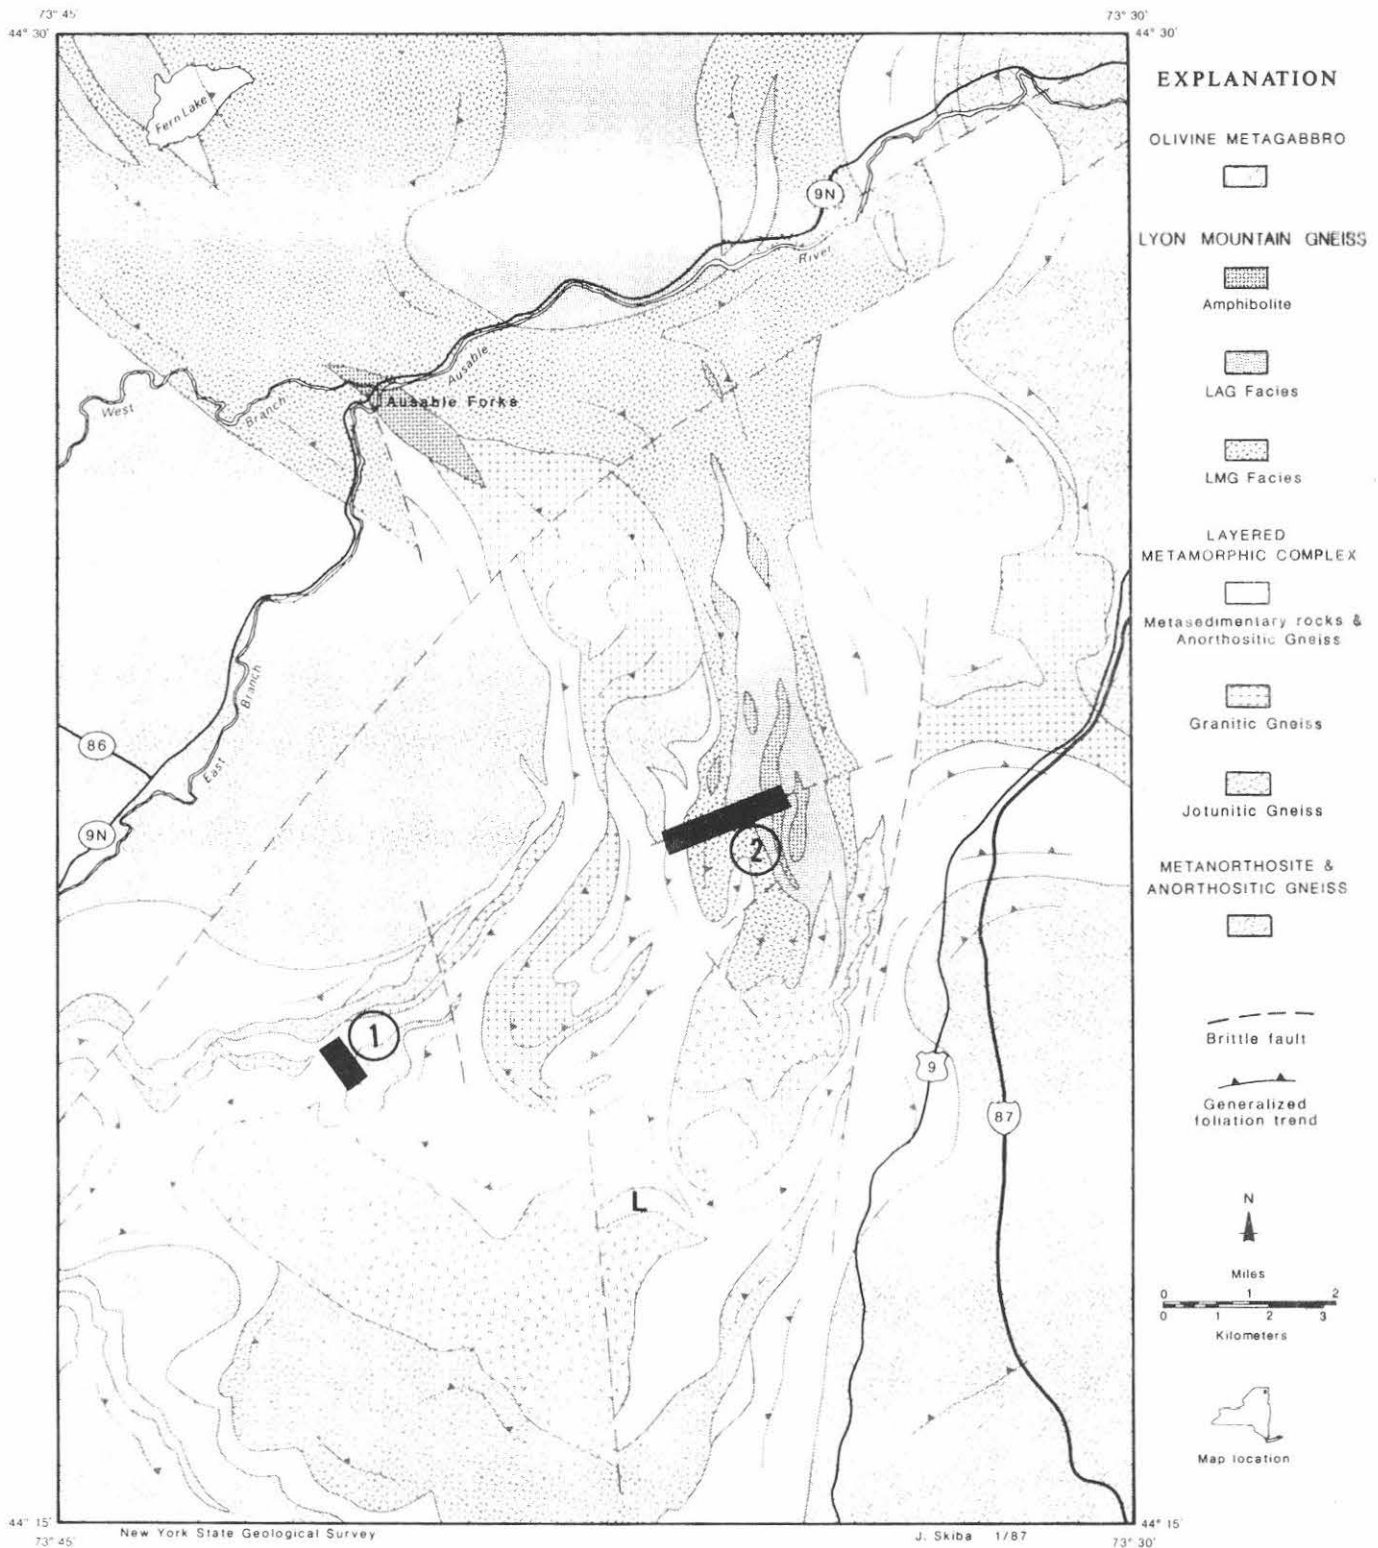 73° 45'
73° 30'
44° 30'
44° 30'
EXPLANATION
OLIVINE METAGABBRO
LYON MOUNTAIN GNEISS
Amphibolite
LAG Facies
LMG Facies
LAYERED
METAMORPHIC COMPLEX
Metasedimentary rocks &
Anorthositic Gneiss
Granitic Gneiss
Jotunitic Gneiss
METANORTHOSITE &
ANORTHOSITIC GNEISS
Brittle fault
Generalized
foliation trend
N
Miles
0 1 2
0 1 2 3
Kilometers
Map location
Fern Lake
9N
River
Ausable
West
Branch
Ausable Forks
86
East
Branch
9N
2
1
9
87
L
44° 15'
44° 15'
New York State Geological Survey
J. Skiba 1/87
73° 45'
73° 30'